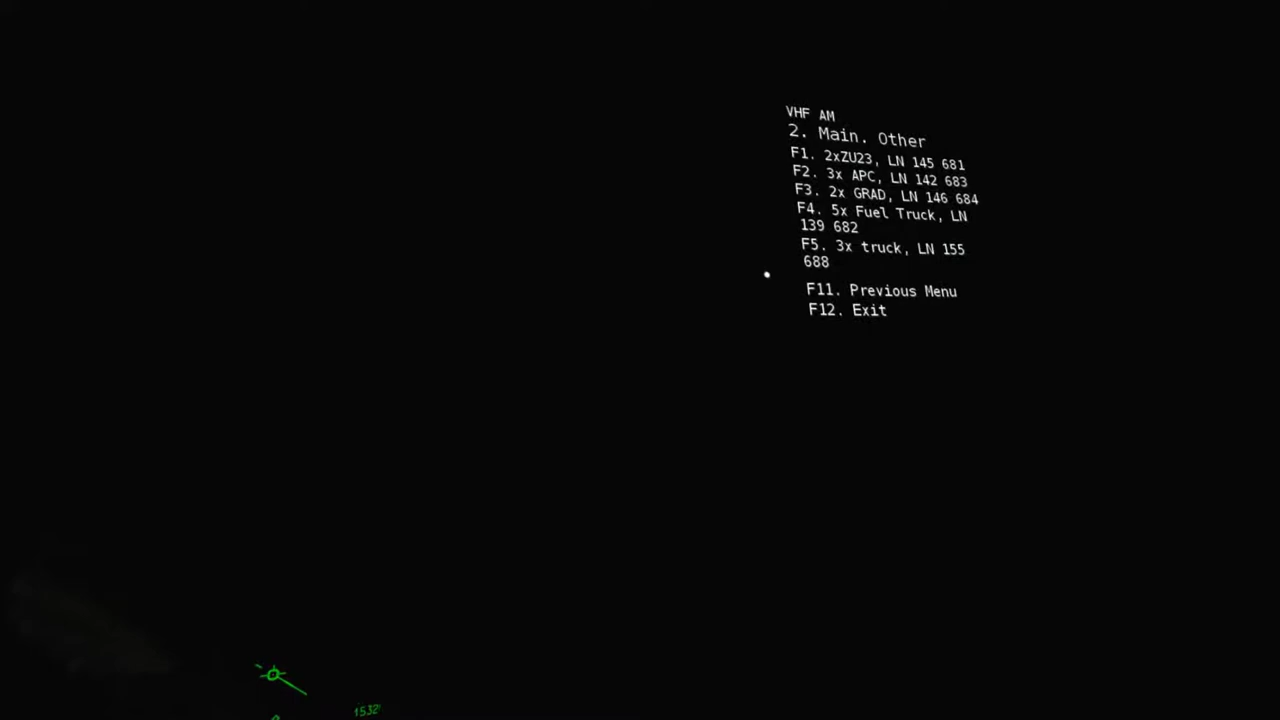 VHF AM
2. Main. Other
F1. 2xZU23, LN 145 681
F2. 3x APC, LN 142 683
F3. 2x GRAD, LN 146 684
F4. 5x Fuel Truck, LN
139 682
F5. 3x truck, LN 155
688
F11. Previous Menu
F12. Exit
1532'